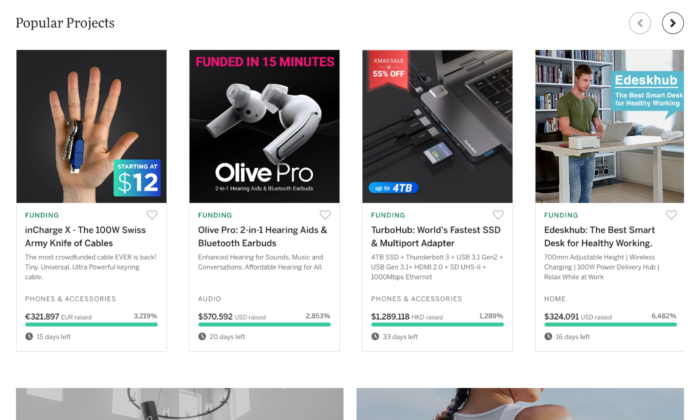 Popular Projects
STARTING AT
$12
FUNDING
inCharge X - The 100W Swiss
Army Knife of Cables
The most crowdfunded cable EVER is back!
Tiny, Universal, Ultra Powerful keyring
cable.
PHONES & ACCESSORIES
€321,897 EUR raised 3,219%
15 days left
FUNDED IN 15 MINUTES
Olive Pro
2-in-1 Hearing Aids & Bluetooth Earbuds
FUNDING
Olive Pro: 2-in-1 Hearing Aids &
Bluetooth Earbuds
Enhanced Hearing for Sounds, Music and
Conversations. Affordable Hearing for All.
AUDIO
$570,592 USD raised 2,853%
20 days left
XMAS SALE
55% OFF
up to 4TB
FUNDING
TurboHub: World's Fastest SSD
& Multiport Adapter
4TB SSD + Thunderbolt 3 + USB 3.1 Gen2 +
USB Gen 3.1+ HDMI 2.0 + SD UHS-II +
1000Mbps Ethernet
PHONES & ACCESSORIES
$1,289,118 HKD raised 1,289%
33 days left
Edeskhub
The Best Smart Desk
for Healthy Working
FUNDING
Edeskhub: The Best Smart
Desk for Healthy Working.
700mm Adjustable Height | Wireless
Charging | 100W Power Delivery Hub |
Relax While at Work
HOME
$324,091 USD raised 6,482%
16 days left